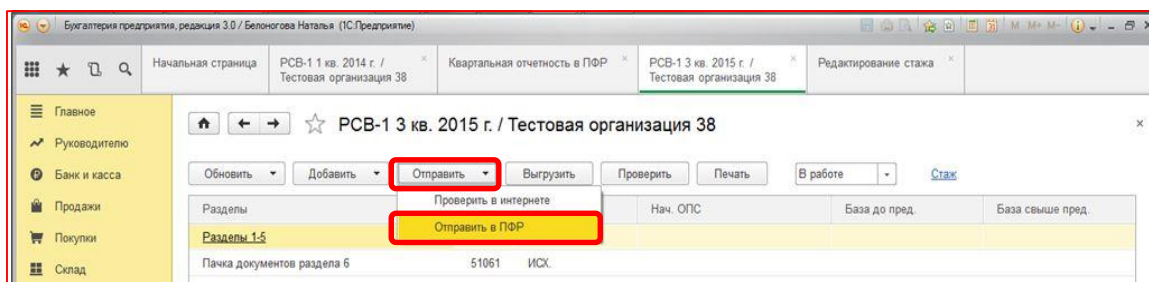 Бухгалтерия предприятия, редакция 3.0 / Белоногова Наталья (1С:Предприятие)
M M+ M-
Начальная страница
РСВ-1 1 кв. 2014 г. /
Тестовая организация 38
Квартальная отчетность в ПФР
РСВ-1 3 кв. 2015 г. /
Тестовая организация 38
Редактирование стажа
Главное
Руководителю
Банк и касса
Продажи
Покупки
Склад
РСВ-1 3 кв. 2015 г. / Тестовая организация 38
Обновить Добавить Отправить Выгрузить Проверить Печать В работе Стаж
Проверить в интернете
Отправить в ПФР
Разделы Нач. ОПС База до пред. База свыше пред.
Разделы 1-5
Пачка документов раздела 6 51061 ИСХ.